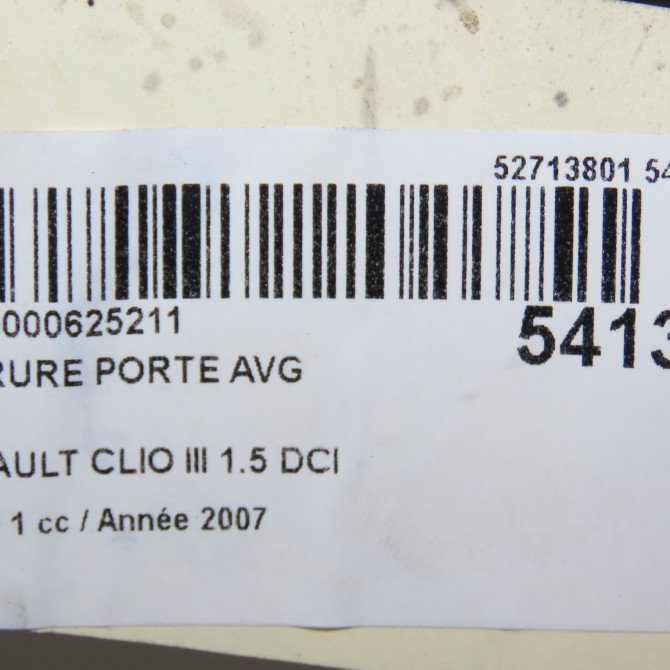 52713801 54
000625211
5413
RURE PORTE AVG
AULT CLIO III 1.5 DCI
1 cc / Année 2007